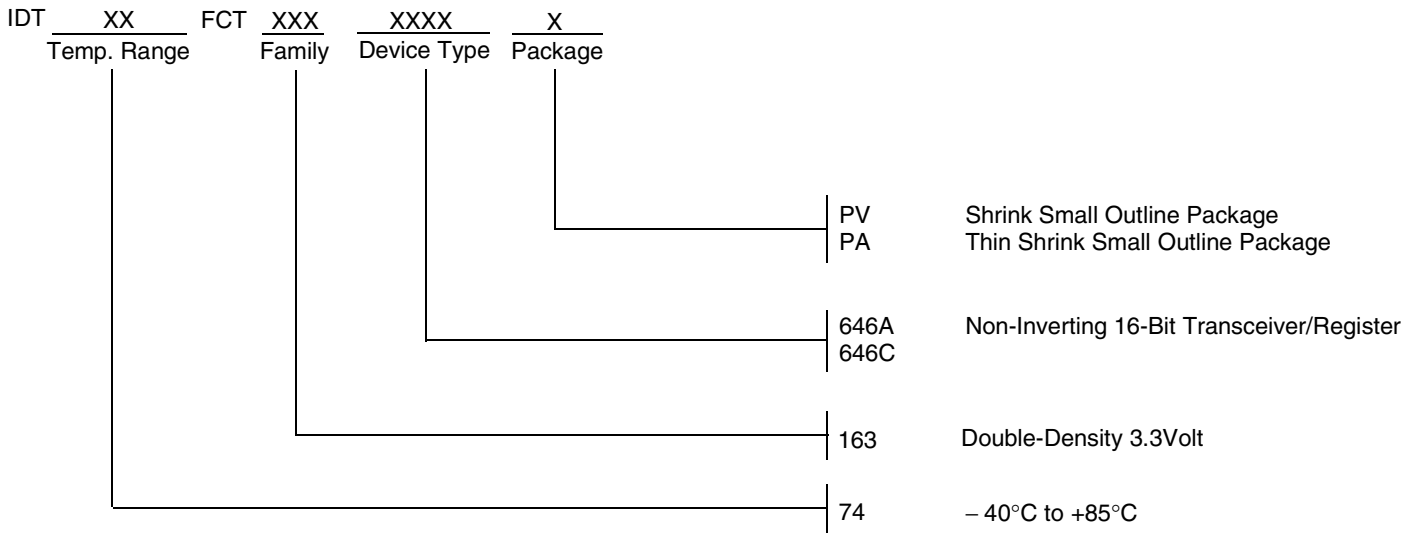 IDT XX FCT XXX XXXX X
Temp. Range Family Device Type Package
PV Shrink Small Outline Package
PA Thin Shrink Small Outline Package
646A Non-Inverting 16-Bit Transceiver/Register
646C
163 Double-Density 3.3Volt
74 – 40°C to +85°C